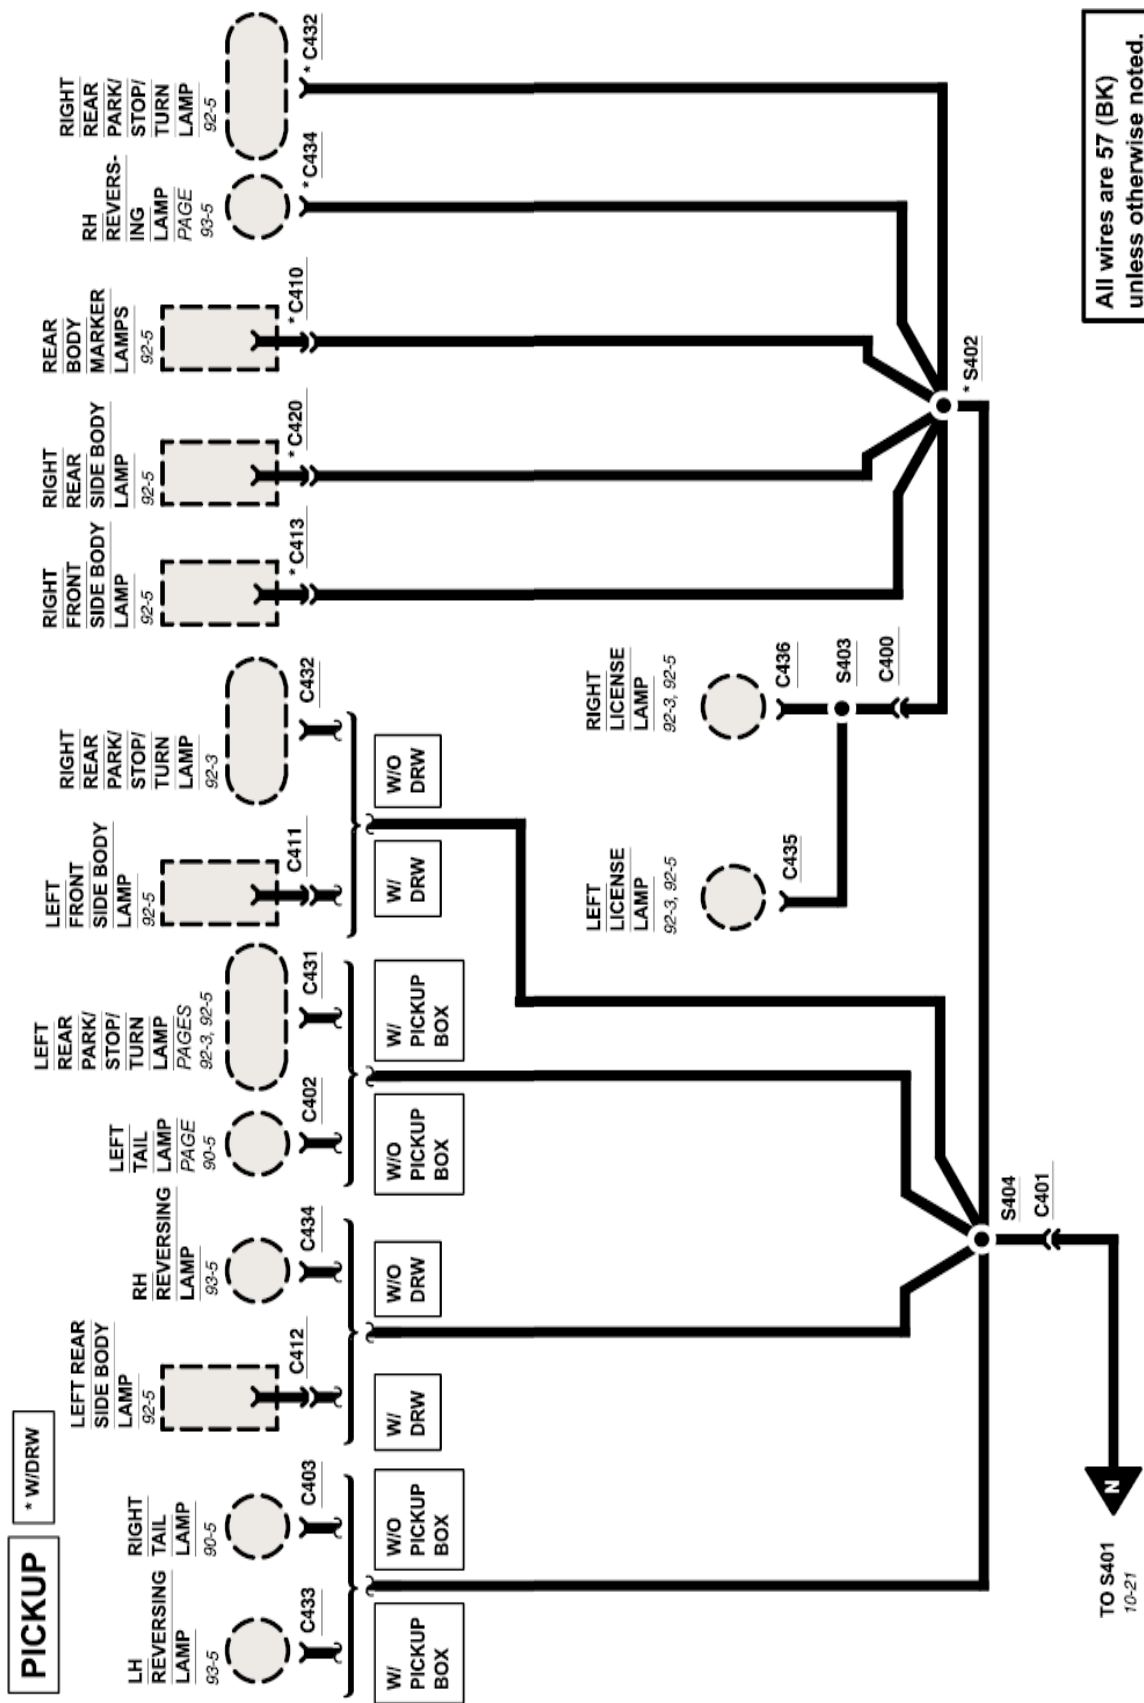 PICKUP
* W/DRW
LH
REVERSING
LAMP
93-5
C433
RIGHT
TAIL
LAMP
90-5
C403
LEFT REAR
SIDE BODY
LAMP
92-5
C412
RH
REVERSING
LAMP
93-5
C434
LEFT
TAIL
LAMP
PAGE
90-5
C402
LEFT
REAR
PARK/
STOP/
TURN
LAMP
PAGES
92-3, 92-5
C431
LEFT
FRONT
SIDE BODY
LAMP
92-5
C411
RIGHT
REAR
PARK/
STOP/
TURN
LAMP
92-3
C432
RIGHT
FRONT
SIDE BODY
LAMP
92-5
* C413
RIGHT
REAR
SIDE BODY
LAMP
92-5
* C420
REAR
BODY
MARKER
LAMPS
92-5
* C410
RH
REVERS-
ING
LAMP
PAGE
93-5
* C434
RIGHT
REAR
PARK/
STOP/
TURN
LAMP
92-5
* C432
W/
PICKUP
BOX
W/O
PICKUP
BOX
W/
DRW
W/O
DRW
W/O
PICKUP
BOX
W/
PICKUP
BOX
W/
DRW
W/O
DRW
LEFT
LICENSE
LAMP
92-3, 92-5
C435
RIGHT
LICENSE
LAMP
92-3, 92-5
C436
S403
C400
* S402
S404
C401
N
TO S401
10-21
All wires are 57 (BK)
unless otherwise noted.